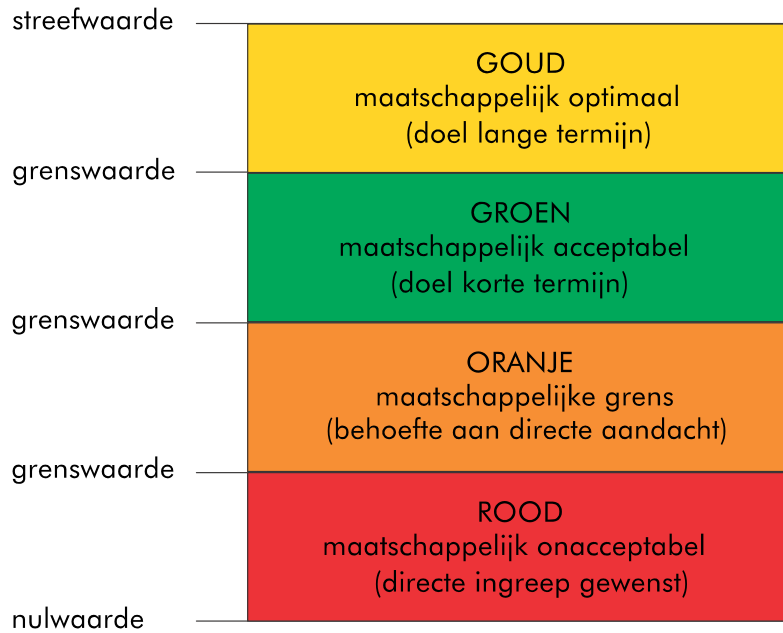 streefwaarde
GOUD
maatschappelijk optimaal
(doel lange termijn)
grenswaarde
GROEN
maatschappelijk acceptabel
(doel korte termijn)
grenswaarde
ORANJE
maatschappelijke grens
(behoefte aan directe aandacht)
grenswaarde
ROOD
maatschappelijk onacceptabel
(directe ingreep gewenst)
nulwaarde